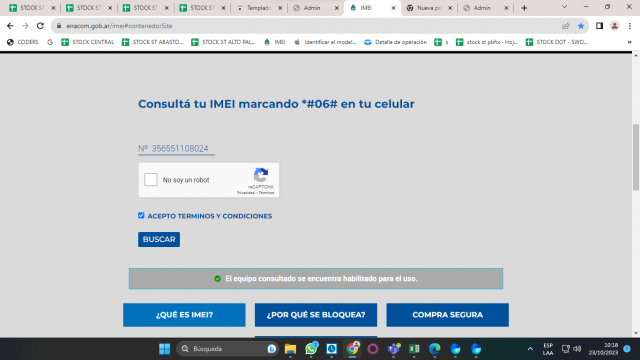 STOCK ST
STOCK ST
STOCK ST
STOCK ST
Templado
Admin
IMEI
Nueva pe
Admin
enacom.gob.ar/imei#contenedorSite
CODERS
STOCK CENTRAL
STOCK ST ABASTO...
STOCK ST ALTO PAL...
IMEI
Identificar el model...
Detalle de operación
stock st pbfix - Hoj...
STOCK DOT - SWO...
Consultá tu IMEI marcando *#06# en tu celular
Nº 356551108024
No soy un robot
reCAPTCHA
Privacidad - Términos
ACEPTO TERMINOS Y CONDICIONES
BUSCAR
El equipo consultado se encuentra habilitado para el uso.
¿QUÉ ES IMEI?
¿POR QUÉ SE BLOQUEA?
COMPRA SEGURA
Búsqueda
ESP
LAA
10:18
23/10/2023